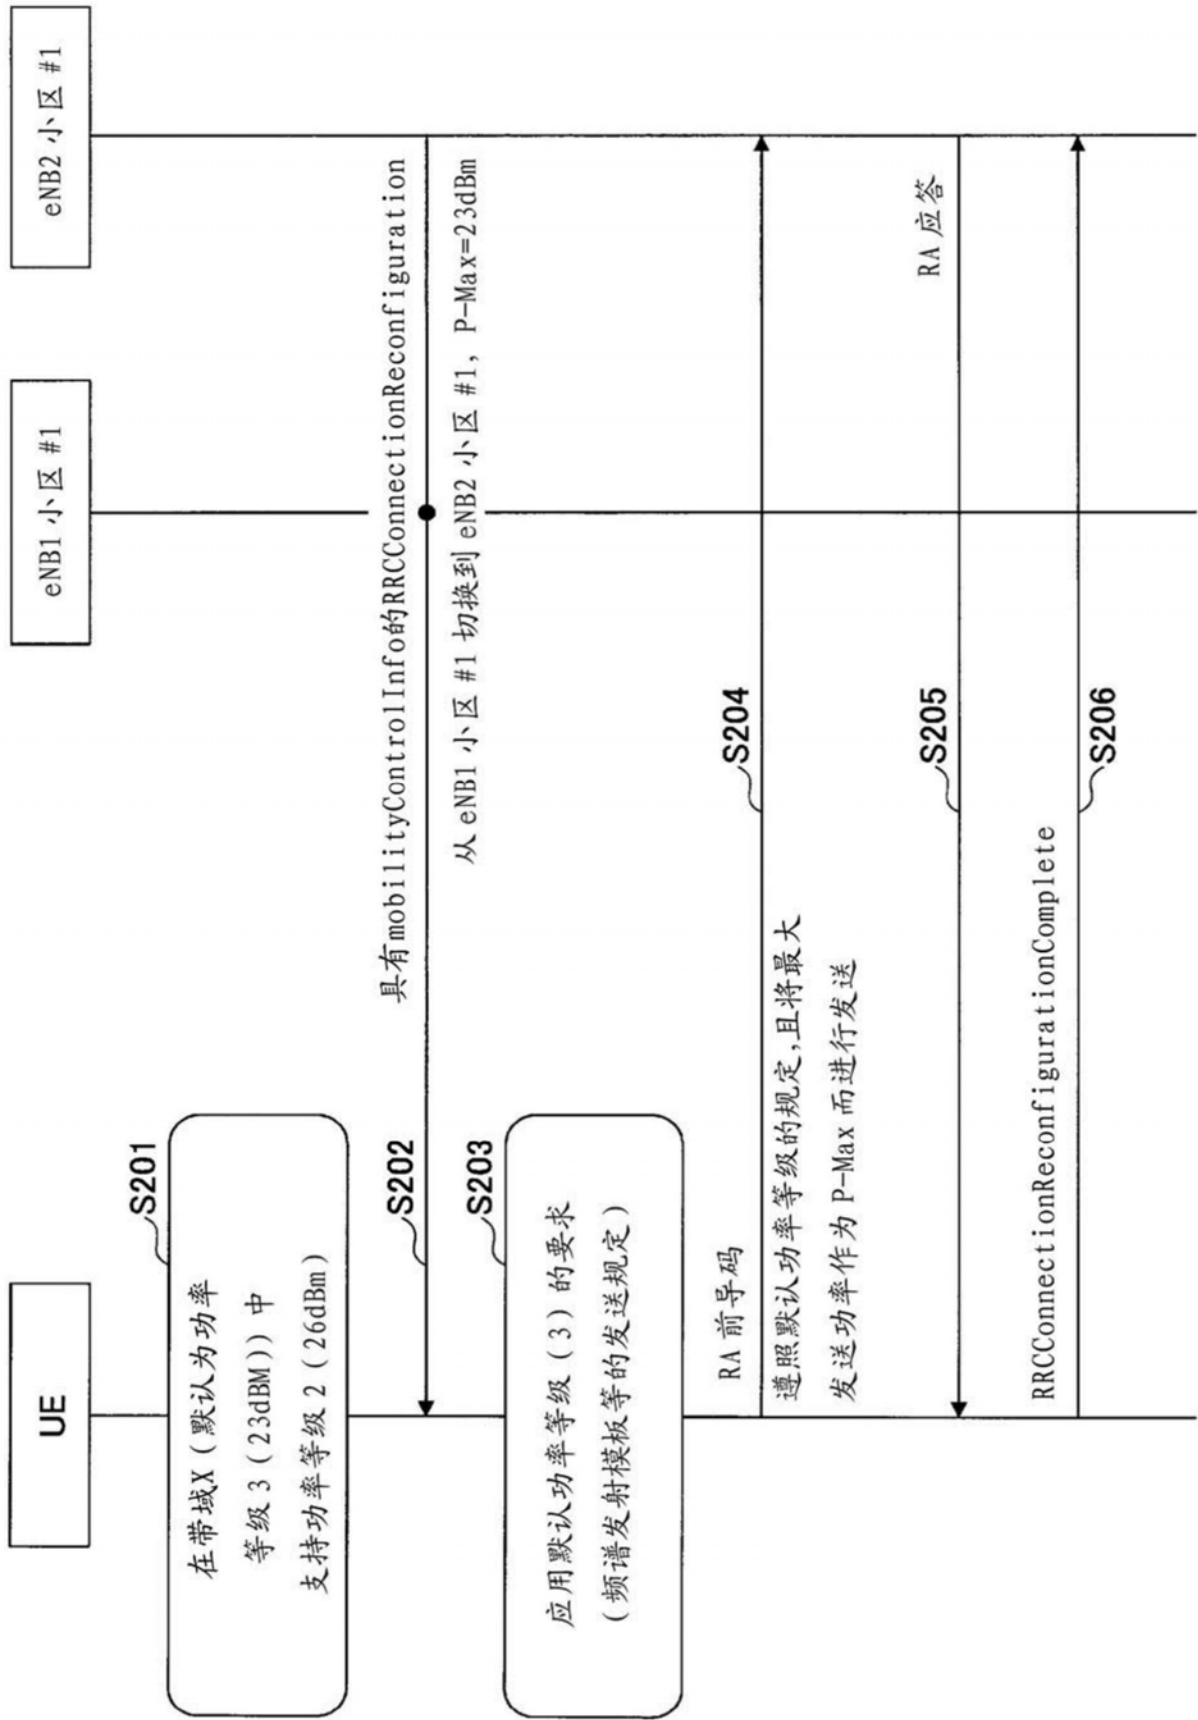 UE
eNB1 小区 #1
eNB2 小区 #1
S201
在带域X（默认为功率
等级 3（23dBM））中
支持功率等级 2（26dBm）
S202
具有mobilityControlInfo的RRCConnectionReconfiguration
从 eNB1 小区 #1 切换到 eNB2 小区 #1, P-Max=23dBm
S203
应用默认功率等级（3）的要求
（频谱发射模板等的发送规定）
S204
RA 前导码
遵照默认功率等级的规定,且将最大
发送功率作为 P-Max 而进行发送
S205
RA 应答
S206
RRCConnectionReconfigurationComplete